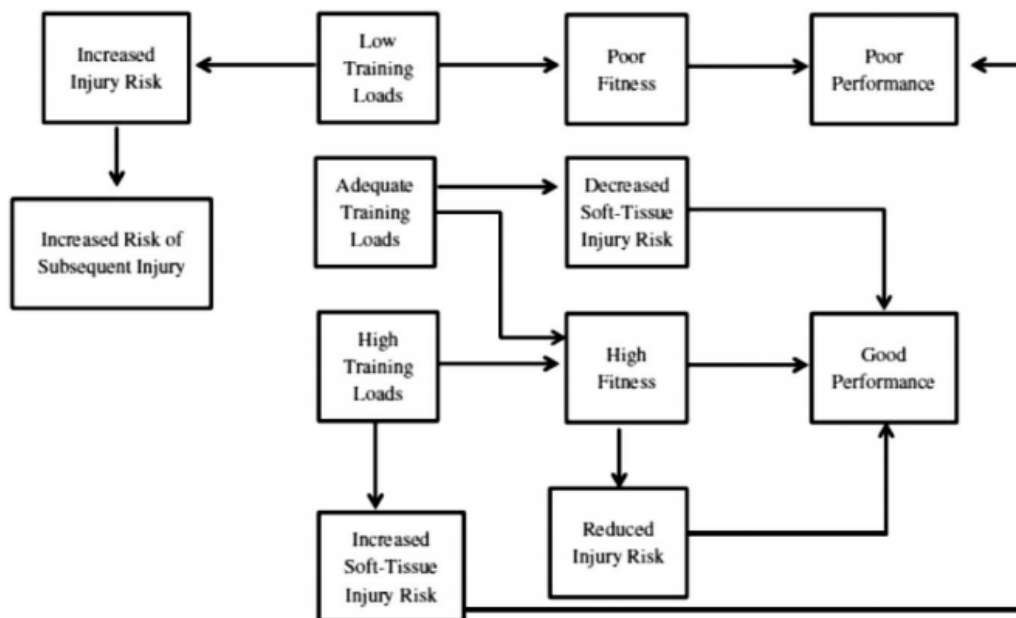 Increased
Injury Risk
Low
Training
Loads
Poor
Fitness
Poor
Performance
Increased Risk of
Subsequent Injury
Adequate
Training
Loads
Decreased
Soft-Tissue
Injury Risk
High
Training
Loads
High
Fitness
Good
Performance
Increased
Soft-Tissue
Injury Risk
Reduced
Injury Risk